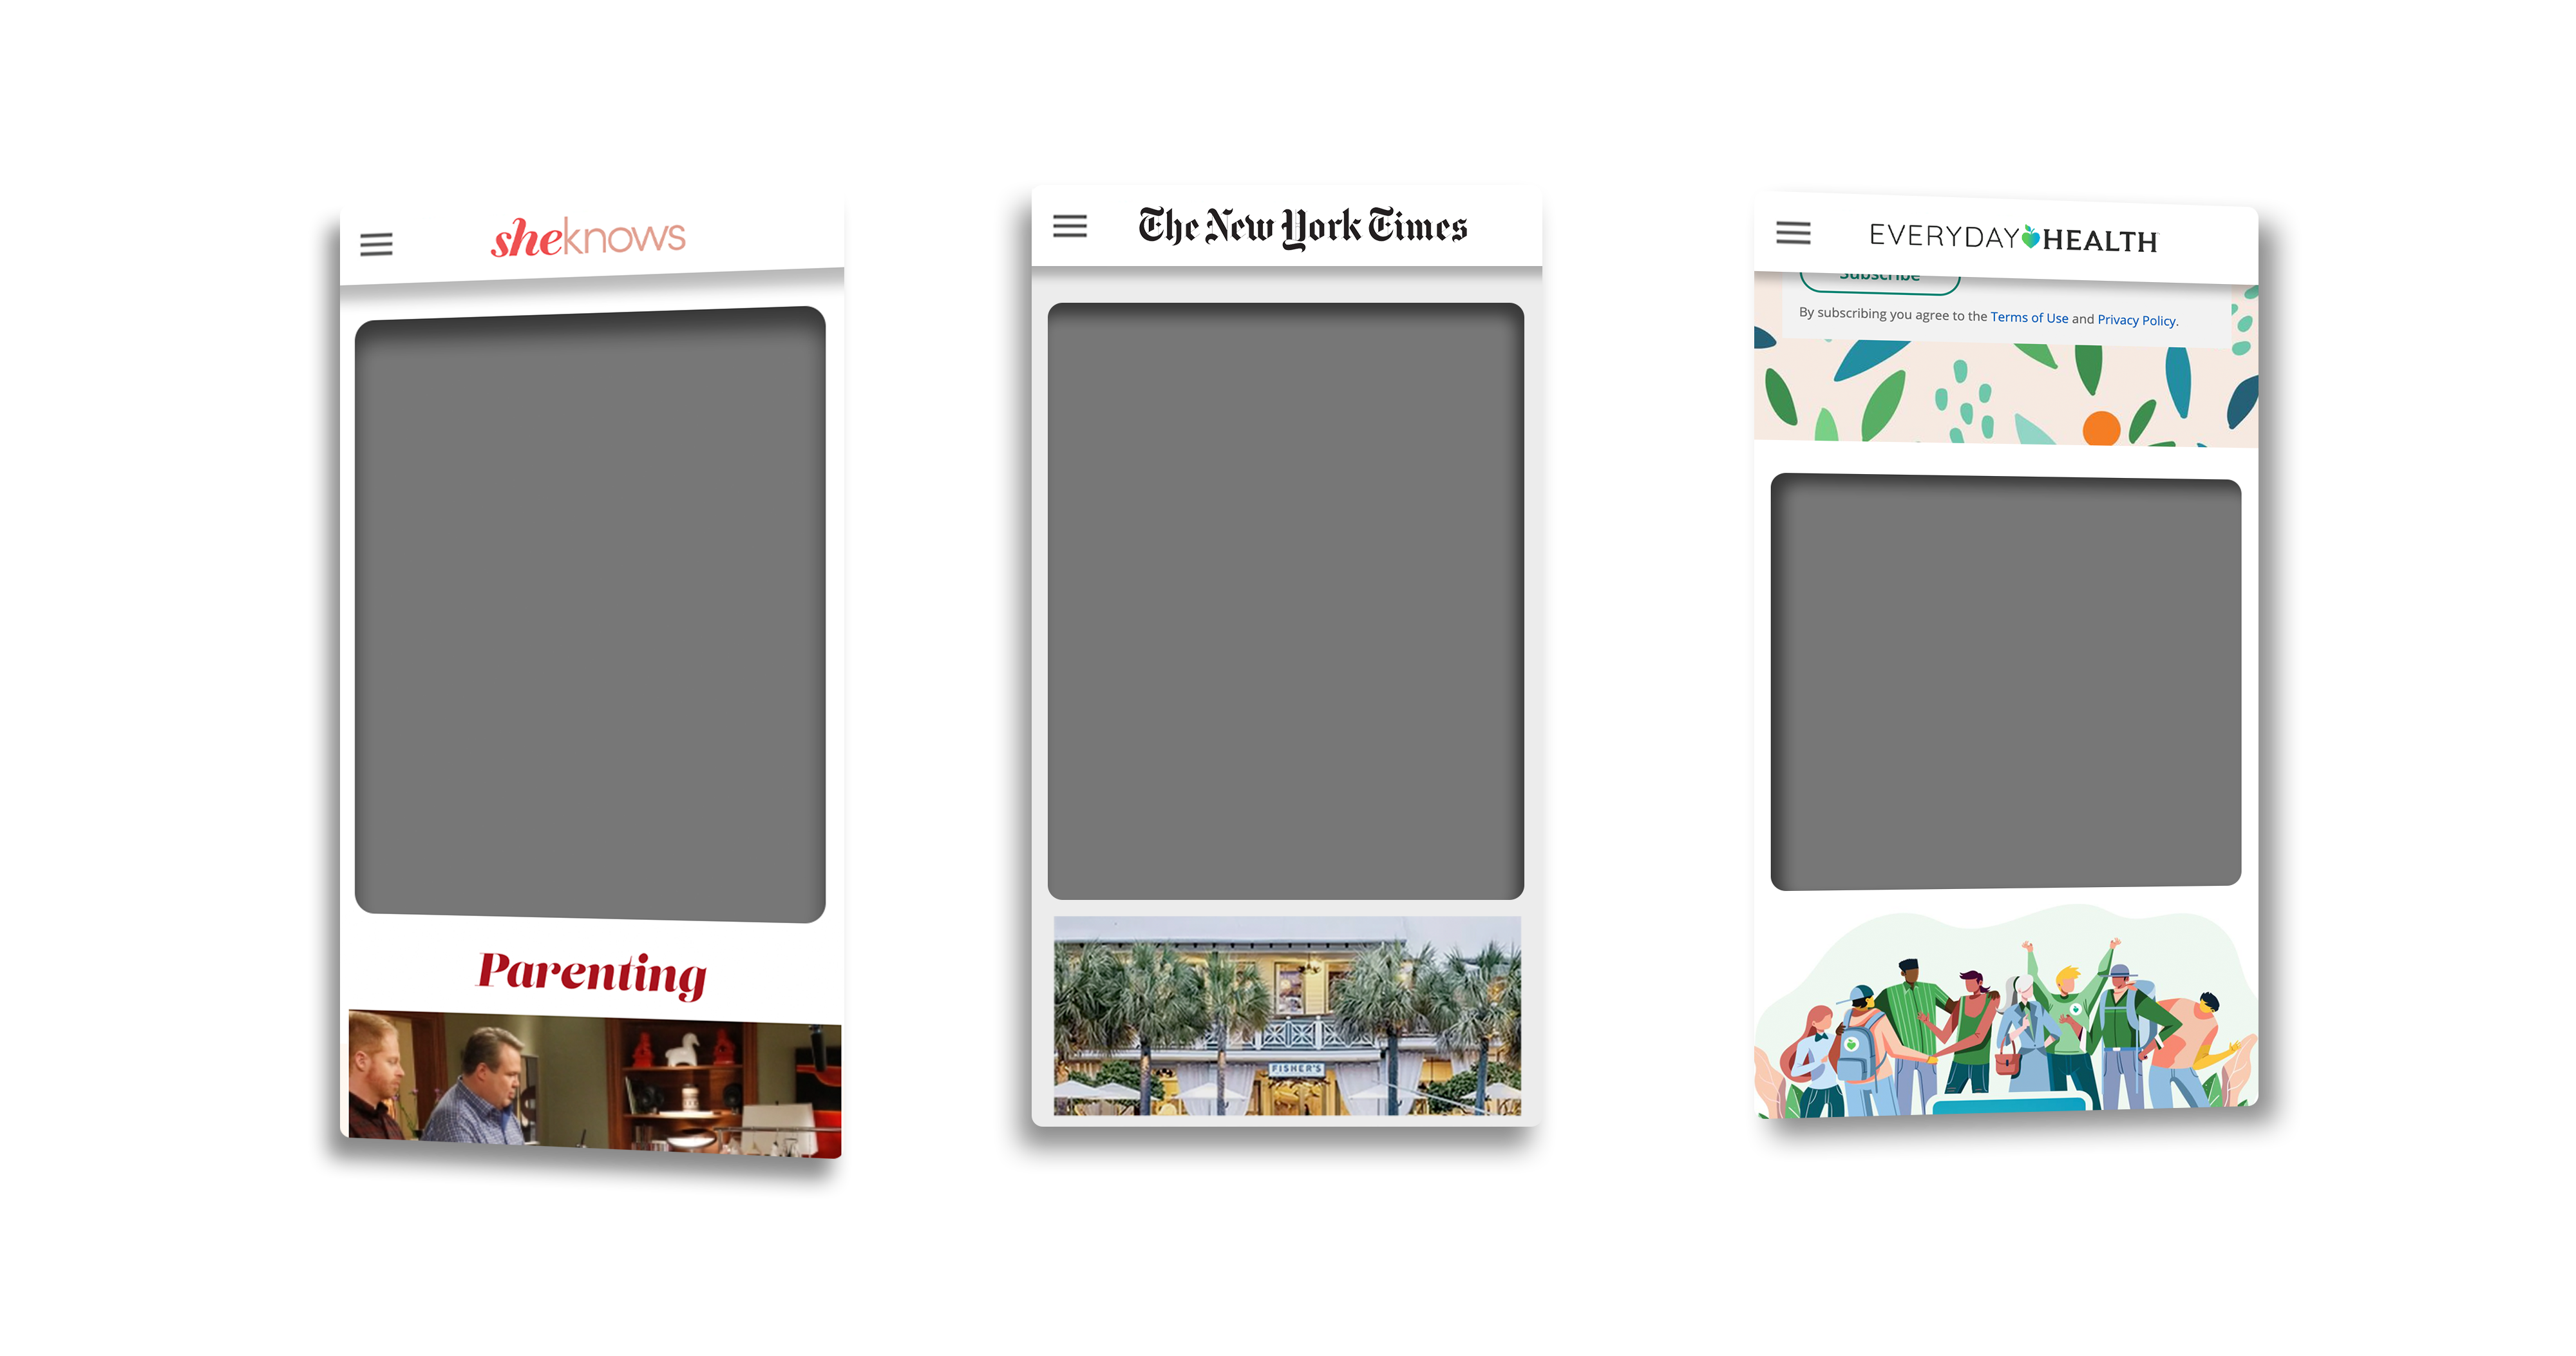 sheknows
Parenting
The New York Times
FISHER'S
EVERYDAY HEALTH
Subscribe
By subscribing you agree to the Terms of Use and Privacy Policy.